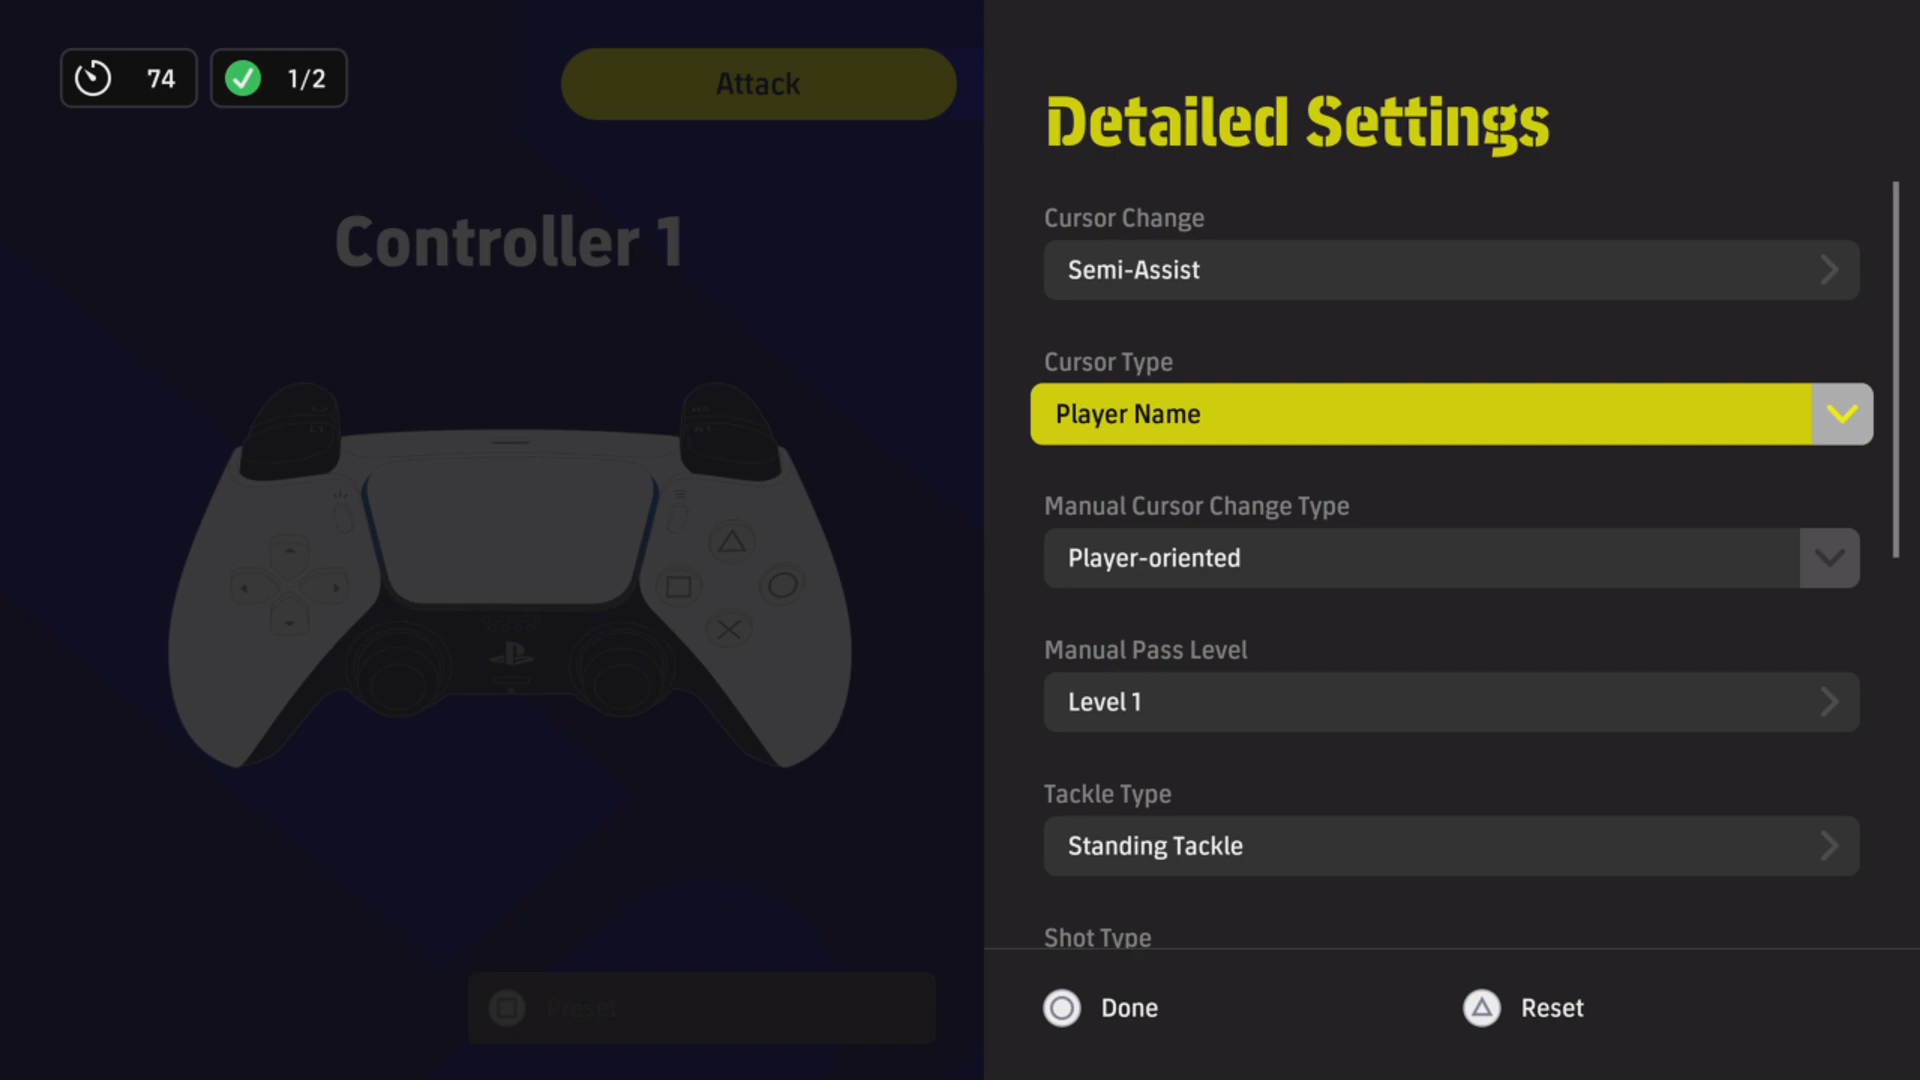 74
1/2
Attack
Controller 1
Preset
Detailed Settings
Cursor Change
Semi-Assist
Cursor Type
Player Name
Manual Cursor Change Type
Player-oriented
Manual Pass Level
Level 1
Tackle Type
Standing Tackle
Shot Type
Done
Reset